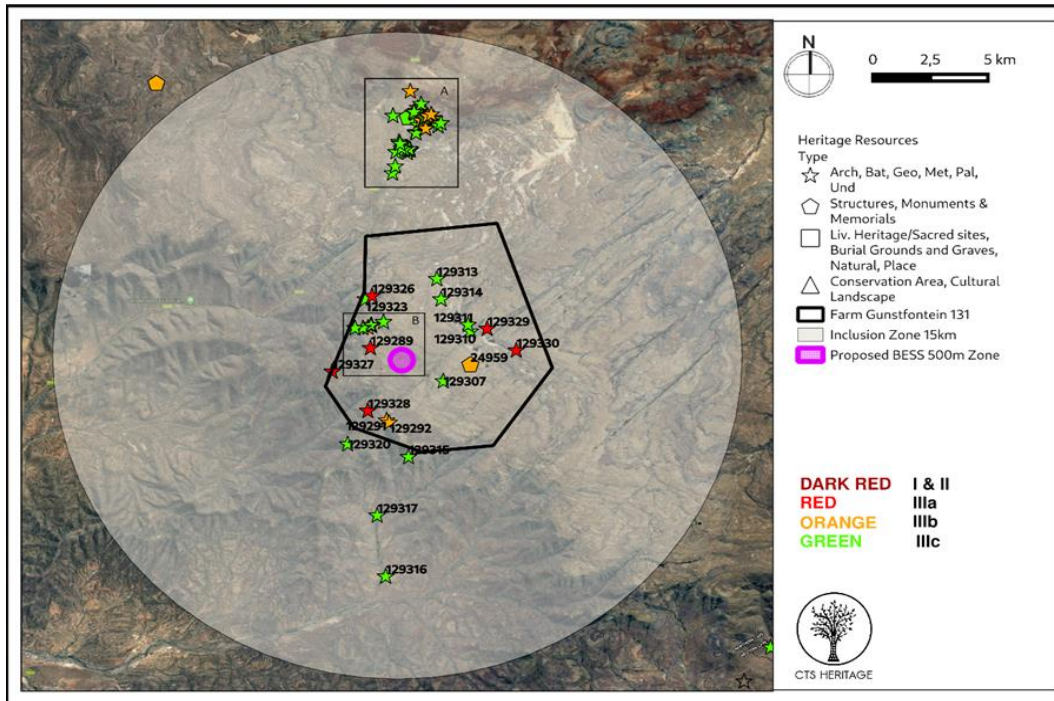 A
129313
129326
129314
129323
129311
129329
B
129310
129289
129330
24959
129327
129307
129328
129291
129292
129320
129315
129317
129316
N
0 2,5 5 km
Heritage Resources
Type
Arch, Bat, Geo, Met, Pal,
Und
Structures, Monuments &
Memorials
Liv. Heritage/Sacred sites,
Burial Grounds and Graves,
Natural, Place
Conservation Area, Cultural
Landscape
Farm Gunstfontein 131
Inclusion Zone 15km
Proposed BESS 500m Zone
DARK RED I & II
RED IIIa
ORANGE IIIb
GREEN IIIc
CTS HERITAGE